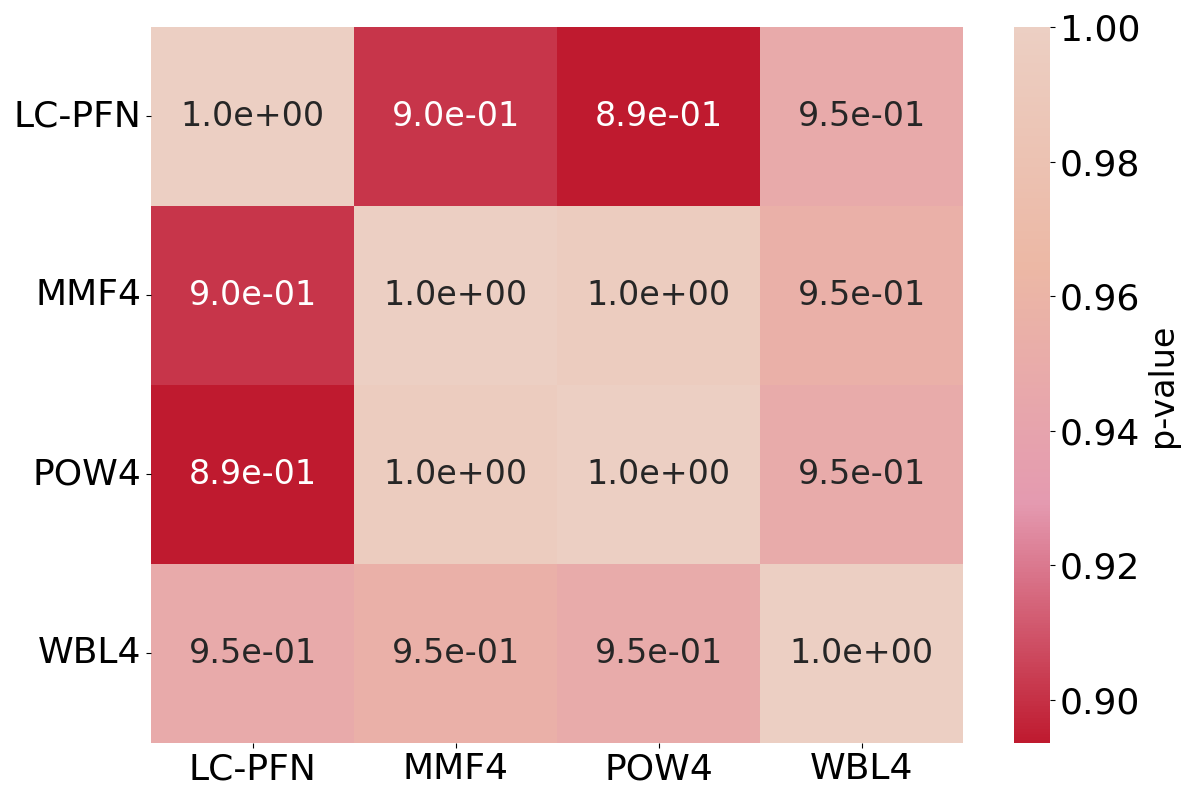 LC-PFN 1.0e+00 9.0e-01 8.9e-01 9.5e-01
MMF4 9.0e-01 1.0e+00 1.0e+00 9.5e-01
POW4 8.9e-01 1.0e+00 1.0e+00 9.5e-01
WBL4 9.5e-01 9.5e-01 9.5e-01 1.0e+00
LC-PFN MMF4 POW4 WBL4
1.00
0.98
0.96
0.94
0.92
0.90
p-value